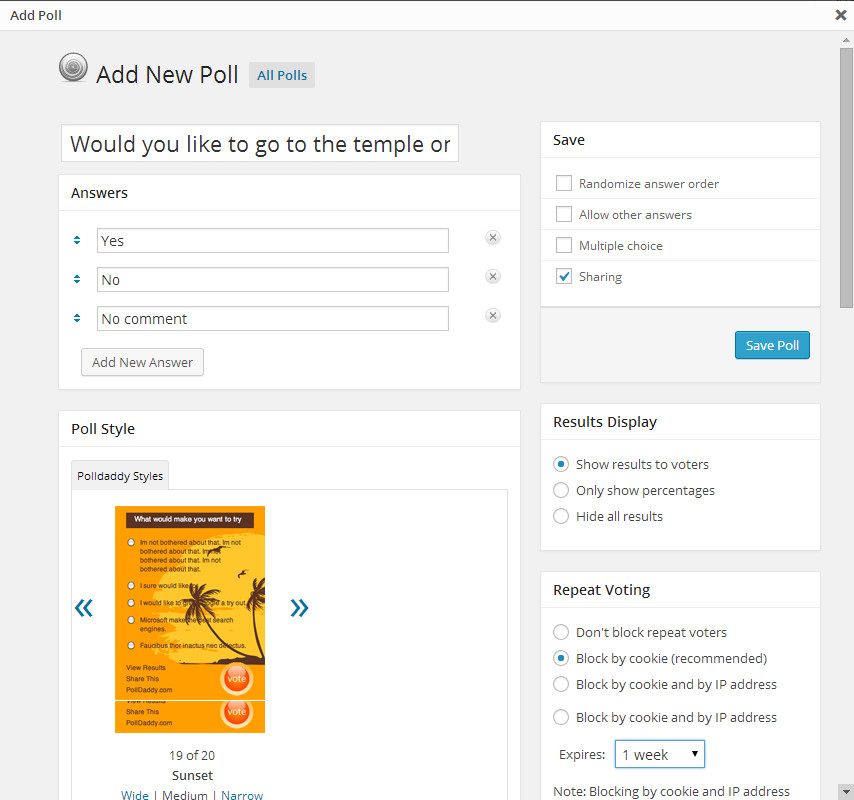 Add Poll
Add New Poll
All Polls
Would you like to go to the temple or
Answers
Yes
No
No comment
Add New Answer
Poll Style
Polldaddy Styles
What would make you want to try
Im not bothered about that. Im not
bothered about that. Im not
bothered about that. Im not
bothered about that.
I sure would like to
I would like to give google a try out.
Microsoft make the best search
engines.
Faucibus thor inactus nec delectus.
View Results
Share This
PollDaddy.com
vote
View Results
Share This
PollDaddy.com
vote
19 of 20
Sunset
Wide | Medium | Narrow
Save
Randomize answer order
Allow other answers
Multiple choice
Sharing
Save Poll
Results Display
Show results to voters
Only show percentages
Hide all results
Repeat Voting
Don't block repeat voters
Block by cookie (recommended)
Block by cookie and by IP address
Block by cookie and by IP address
Expires: 1 week
Note: Blocking by cookie and IP address